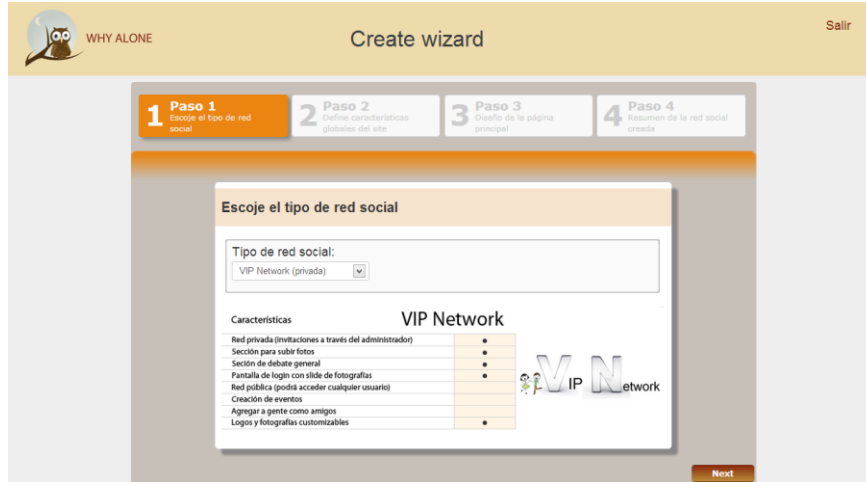 WHY ALONE
Create wizard
Salir
1
Paso 1
Escoje el tipo de red
social
2
Paso 2
Define características
globales del site
3
Paso 3
Diseño de la página
principal
4
Paso 4
Resumen de la red social
creada
Escoje el tipo de red social
Tipo de red social:
VIP Network (privada)
Características VIP Network
Red privada (invitaciones a través del administrador) •
Sección para subir fotos •
Seción de debate general •
Pantalla de login con slide de fotografías •
Red pública (podrá acceder cualquier usuario)
Creación de eventos
Agregar a gente como amigos
Logos y fotografías customizables •
VIP Network
Next